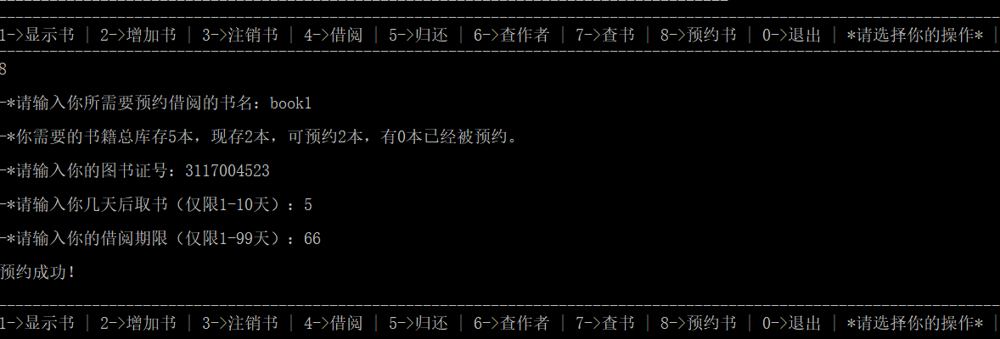 1->显示书 | 2->增加书 | 3->注销书 | 4->借阅 | 5->归还 | 6->查作者 | 7->查书 | 8->预约书 | 0->退出 | *请选择你的操作* |
8
-*请输入你所需要预约借阅的书名：book1
-*你需要的书籍总库存5本，现存2本，可预约2本，有0本已经被预约。
-*请输入你的图书证号：3117004523
-*请输入你几天后取书（仅限1-10天）：5
-*请输入你的借阅期限（仅限1-99天）：66
预约成功！
1->显示书 | 2->增加书 | 3->注销书 | 4->借阅 | 5->归还 | 6->查作者 | 7->查书 | 8->预约书 | 0->退出 | *请选择你的操作* |